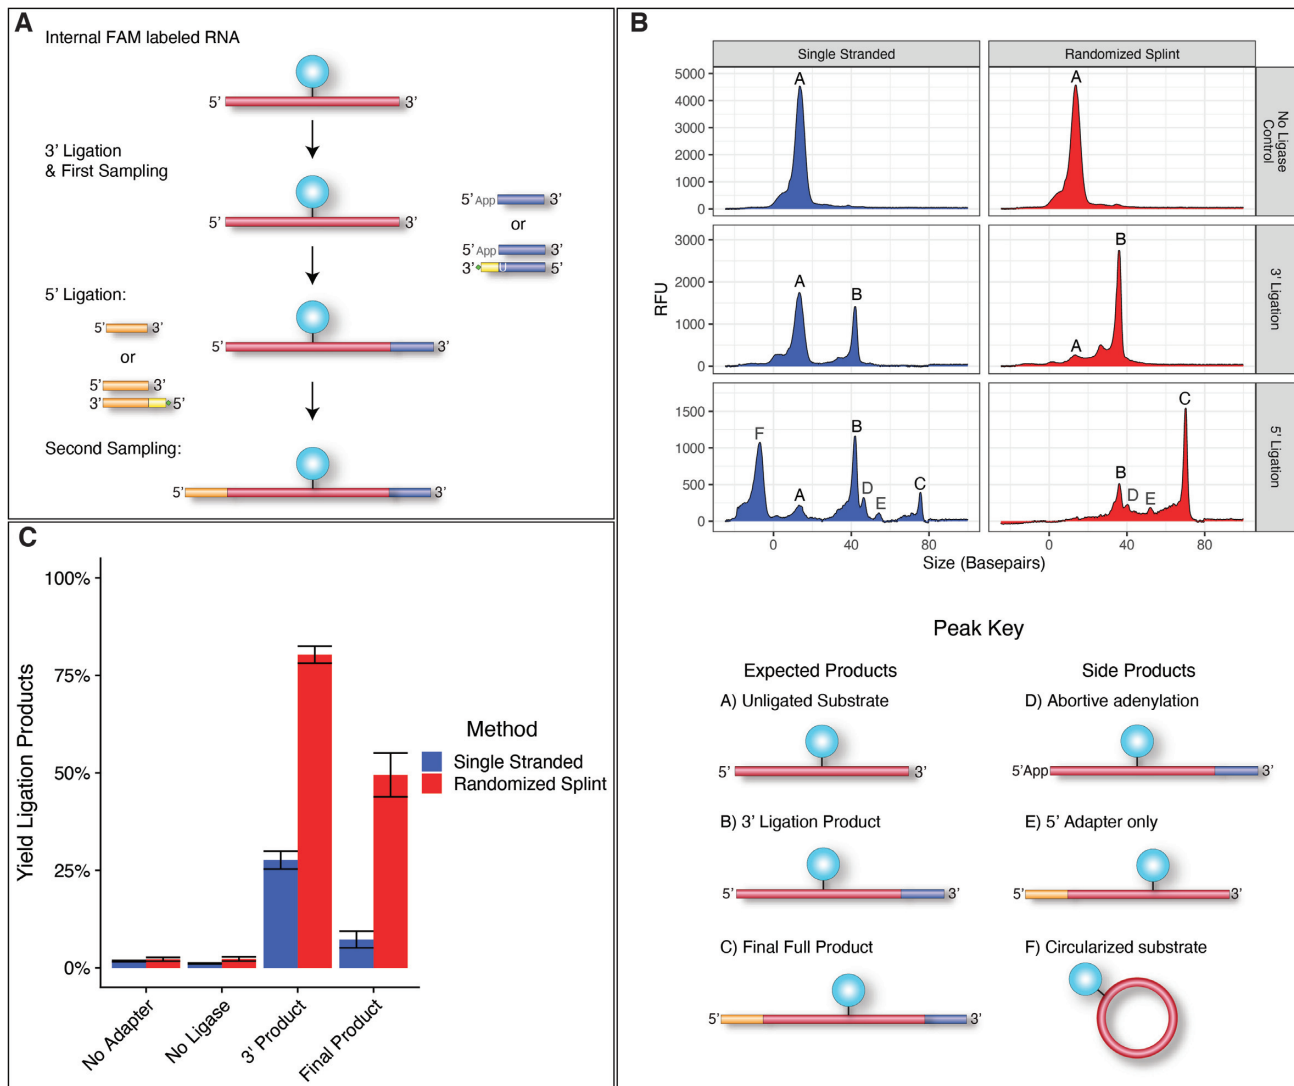 A
Internal FAM labeled RNA
5’ 3’
3’ Ligation
& First Sampling
5’ 3’
5’ App 3’
or
5’ App 3’
3’ 5’
5’ Ligation:
5’ 3’
or
5’ 3’
3’ 5’
5’ 3’
Second Sampling:
5’ 3’
B
Single Stranded
Randomized Splint
No Ligase
Control
3’ Ligation
5’ Ligation
RFU
5000
4000
3000
2000
1000
0
A
A
3000
2000
1000
0
A
B
A
B
1500
1000
500
0
F
A
B
D
E
C
B
D
E
C
0 40 80
0 40 80
Size (Basepairs)
Peak Key
Expected Products
Side Products
A) Unligated Substrate
5’ 3’
D) Abortive adenylation
5’App 3’
B) 3’ Ligation Product
5’ 3’
E) 5’ Adapter only
5’ 3’
C) Final Full Product
5’ 3’
F) Circularized substrate
C
Yield Ligation Products
100%
75%
50%
25%
0%
No Adapter
No Ligase
3’ Product
Final Product
Method
Single Stranded
Randomized Splint